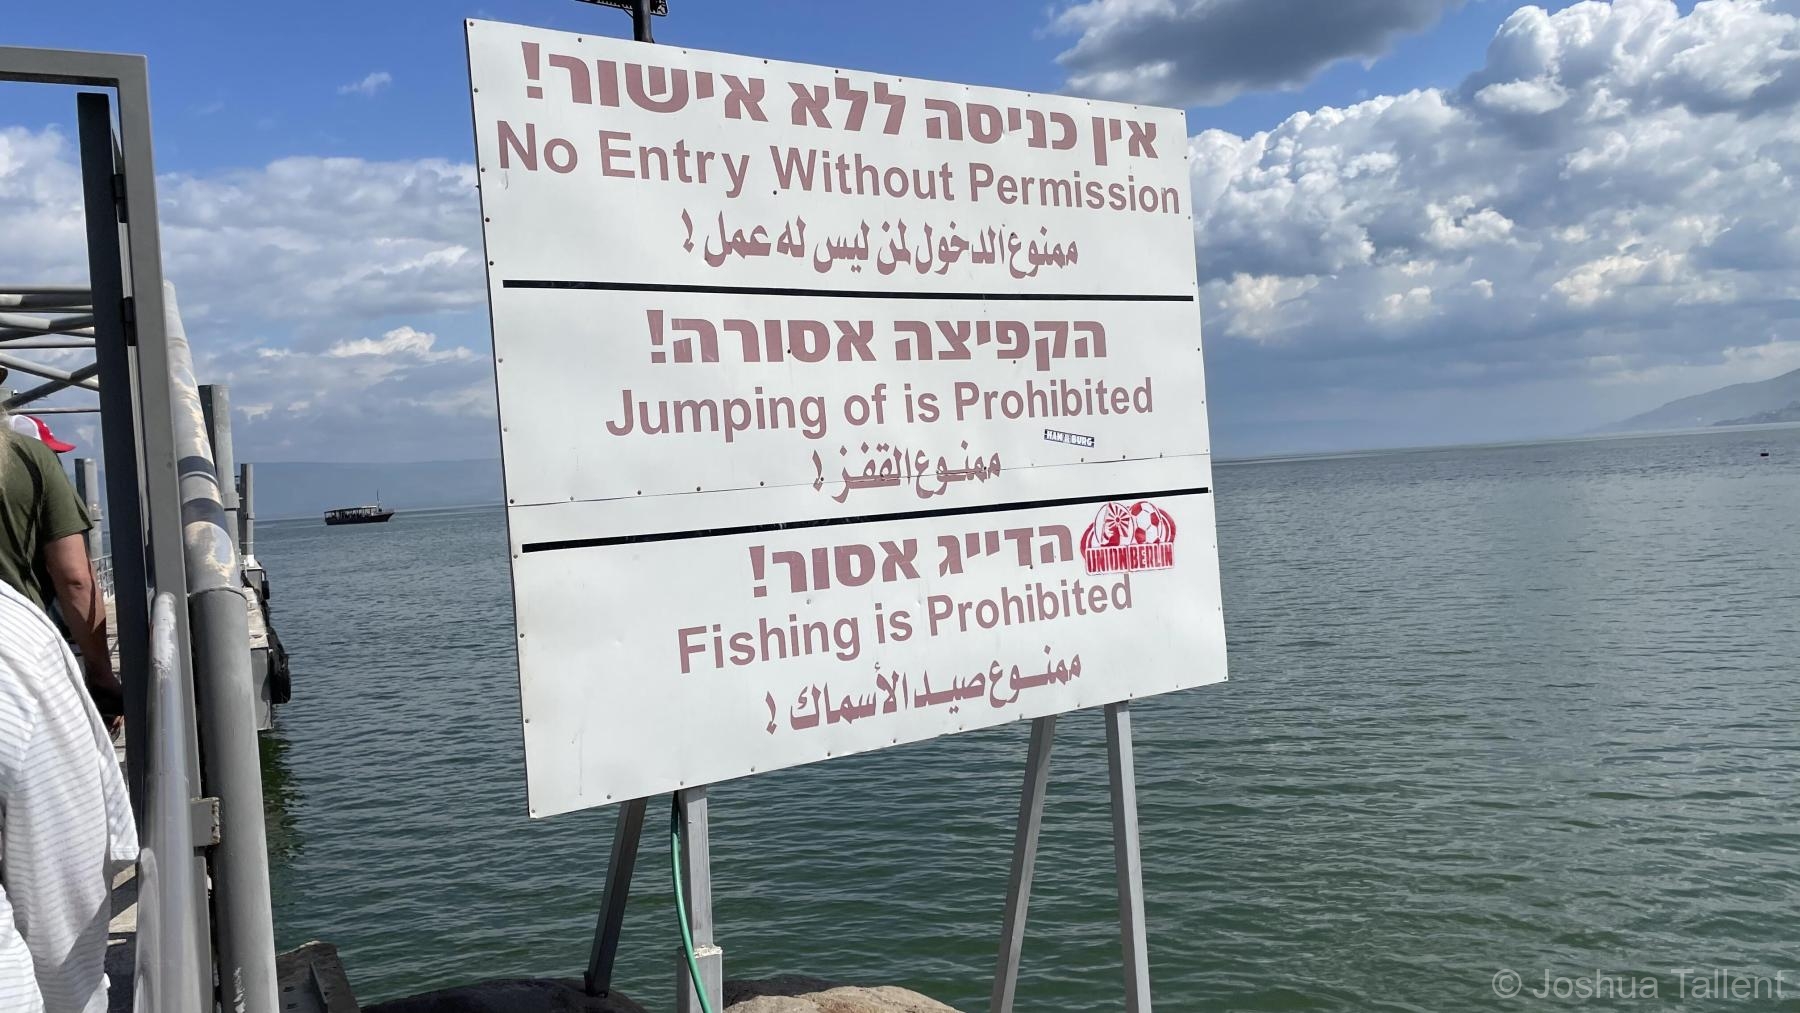 אין כניסה ללא אישור!
No Entry Without Permission
ممنوع الدخول لمن ليس له عمل!
הקפיצה אסורה!
Jumping of is Prohibited
HAMBURG
ممنوع القفز!
הדייג אסור!
UNION BERLIN
Fishing is Prohibited
ممنوع صيد الأسماك!
© Joshua Tallent